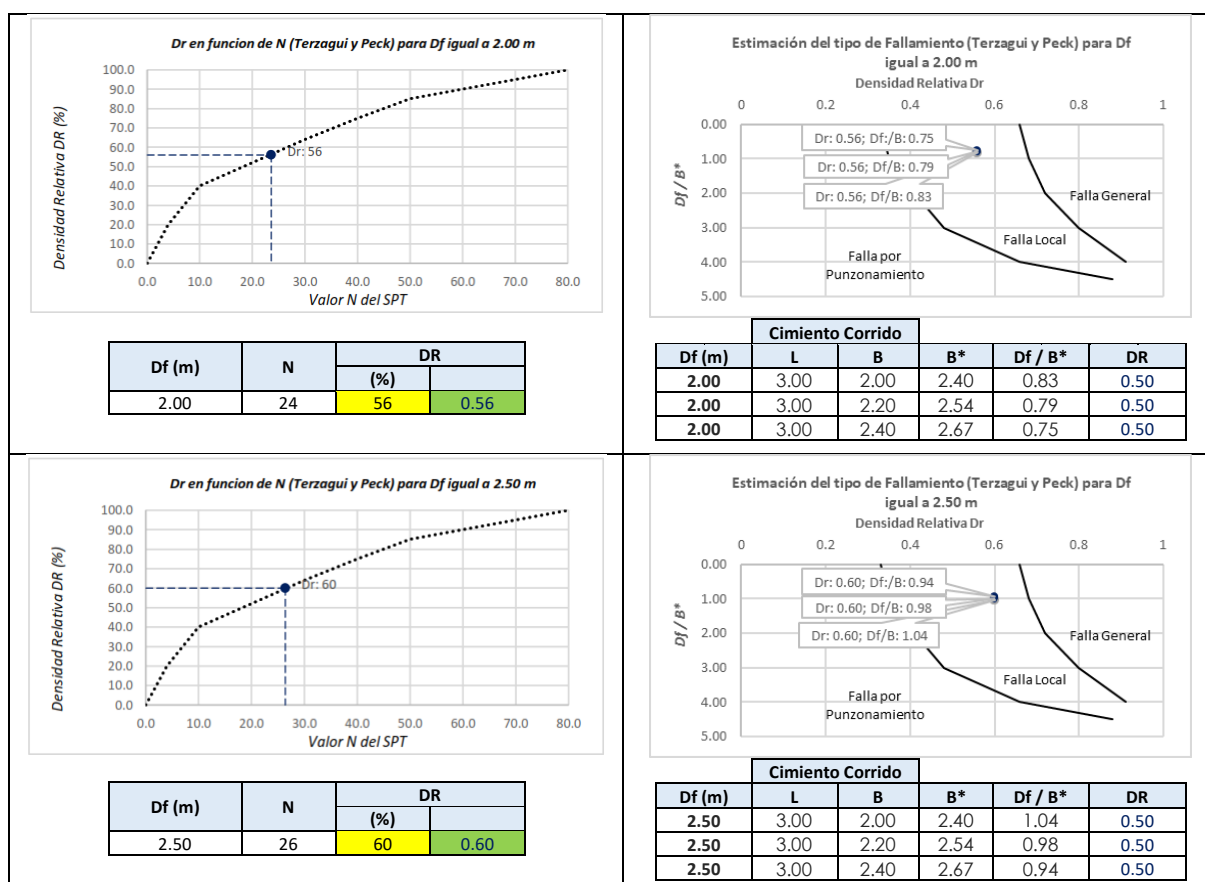 Dr en funcion de N (Terzagui y Peck) para Df igual a 2.00 m
Densidad Relativa DR (%)
100.0
90.0
80.0
70.0
60.0
50.0
40.0
30.0
20.0
10.0
0.0
Dr: 56
0.0 10.0 20.0 30.0 40.0 50.0 60.0 70.0 80.0
Valor N del SPT
Df (m) N DR
(%)
2.00 24 56 0.56
Estimación del tipo de Fallamiento (Terzagui y Peck) para Df
igual a 2.00 m
Densidad Relativa Dr
0 0.2 0.4 0.6 0.8 1
Df / B*
0.00
1.00
2.00
3.00
4.00
5.00
Dr: 0.56; Df:/B: 0.75
Dr: 0.56; Df/B: 0.79
Dr: 0.56; Df/B: 0.83
Falla General
Falla Local
Falla por
Punzonamiento
Cimiento Corrido
Df (m) L B B* Df / B* DR
2.00 3.00 2.00 2.40 0.83 0.50
2.00 3.00 2.20 2.54 0.79 0.50
2.00 3.00 2.40 2.67 0.75 0.50
Dr en funcion de N (Terzagui y Peck) para Df igual a 2.50 m
Densidad Relativa DR (%)
100.0
90.0
80.0
70.0
60.0
50.0
40.0
30.0
20.0
10.0
0.0
Dr: 60
0.0 10.0 20.0 30.0 40.0 50.0 60.0 70.0 80.0
Valor N del SPT
Df (m) N DR
(%)
2.50 26 60 0.60
Estimación del tipo de Fallamiento (Terzagui y Peck) para Df
igual a 2.50 m
Densidad Relativa Dr
0 0.2 0.4 0.6 0.8 1
Df / B*
0.00
1.00
2.00
3.00
4.00
5.00
Dr: 0.60; Df:/B: 0.94
Dr: 0.60; Df/B: 0.98
Dr: 0.60; Df/B: 1.04
Falla General
Falla Local
Falla por
Punzonamiento
Cimiento Corrido
Df (m) L B B* Df / B* DR
2.50 3.00 2.00 2.40 1.04 0.50
2.50 3.00 2.20 2.54 0.98 0.50
2.50 3.00 2.40 2.67 0.94 0.50